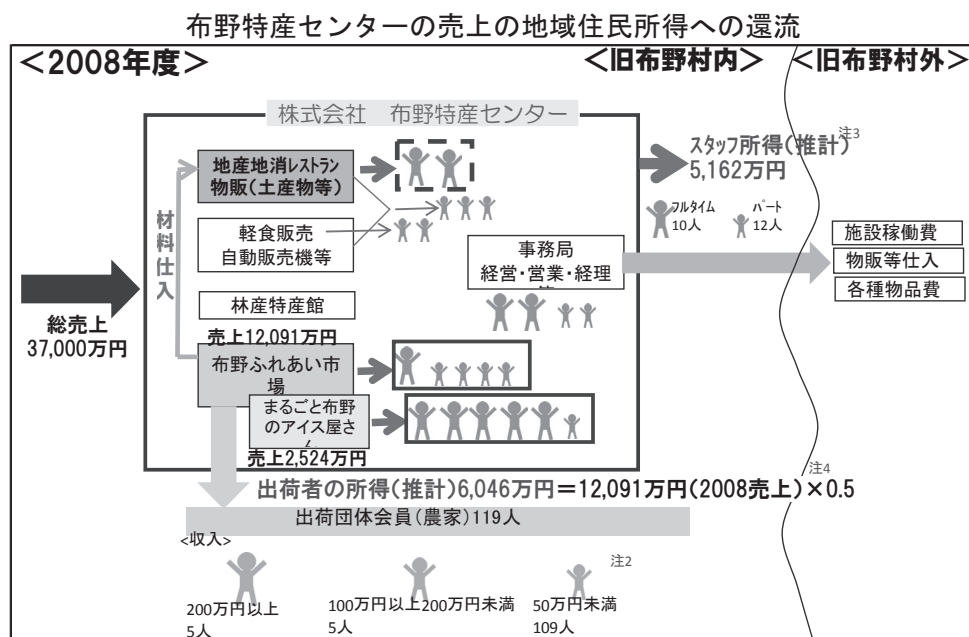 布野特産センターの売上の地域住民所得への還流
＜2008年度＞
＜旧布野村内＞
＜旧布野村外＞
株式会社　布野特産センター
地産地消レストラン
物販(土産物等)
材料仕入
軽食販売
自動販売機等
林産特産館
売上12,091万円
布野ふれあい市
場
まるごと布野
のアイス屋さ
売上2,524万円
総売上
37,000万円
事務局
経営・営業・経理
スタッフ所得(推計)注3
5,162万円
フルタイム
10人
パート
12人
施設稼働費
物販等仕入
各種物品費
出荷者の所得(推計)6,046万円＝12,091万円(2008売上)×0.5注4
出荷団体会員(農家)119人
<収入>
200万円以上
5人
100万円以上200万円未満
5人
注2
50万円未満
109人